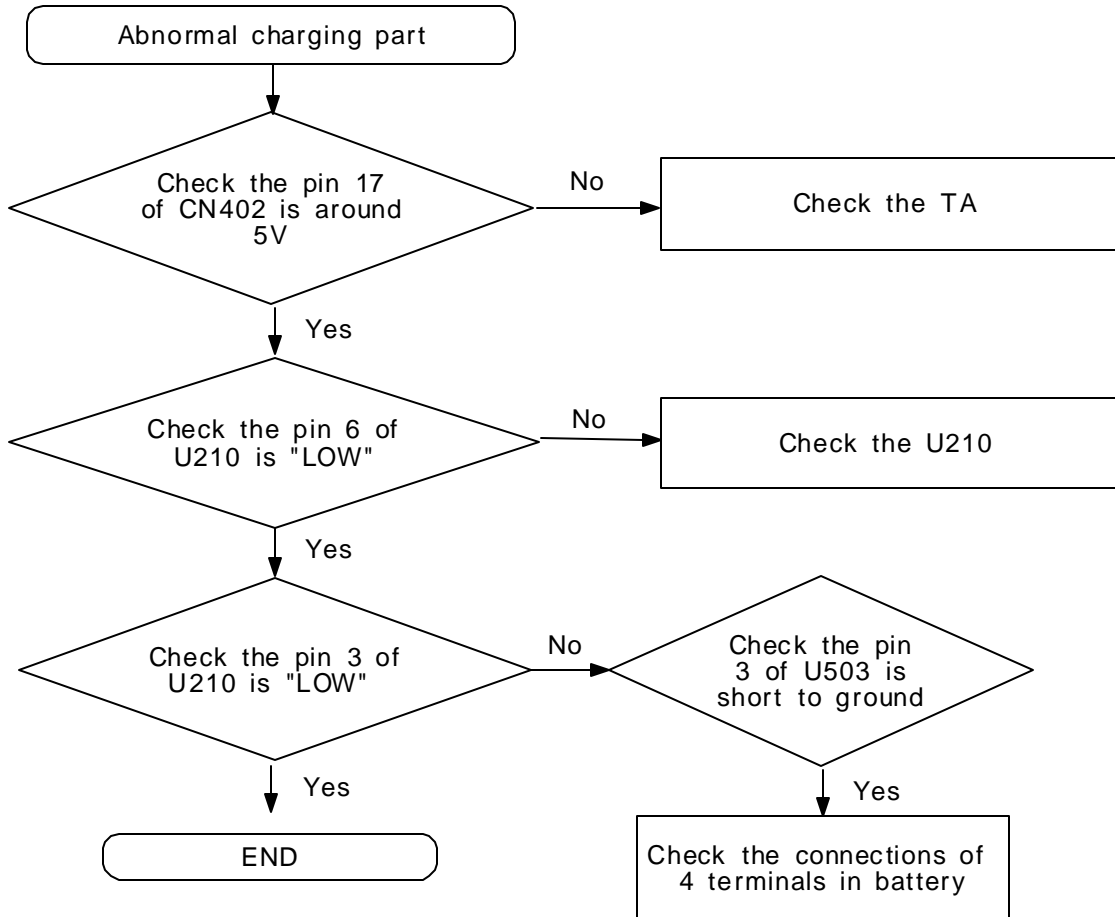 Abnormal charging part
Check the pin 17
of CN402 is around
5V
No
Check the TA
Yes
Check the pin 6 of
U210 is "LOW"
No
Check the U210
Yes
Check the pin 3 of
U210 is "LOW"
No
Check the pin
3 of U503 is
short to ground
Yes
Yes
END
Check the connections of
4 terminals in battery